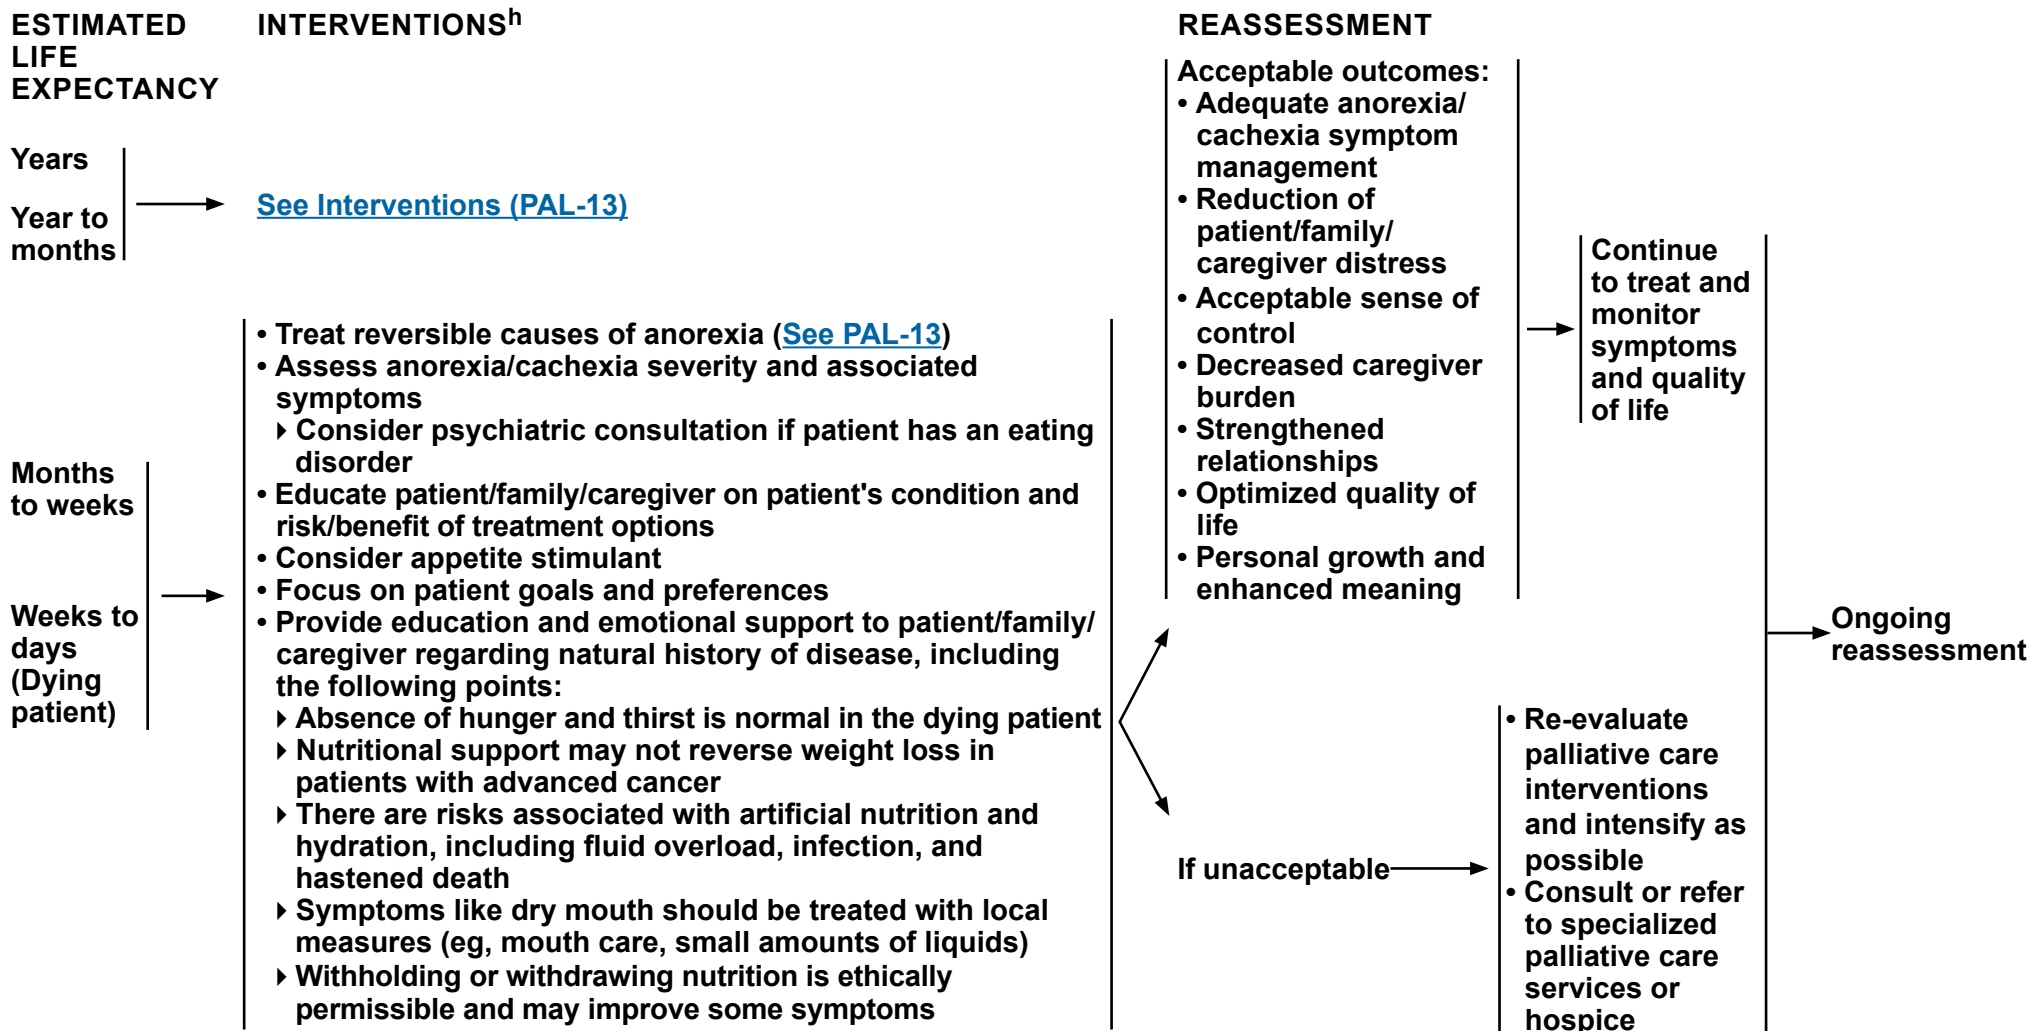 ESTIMATED
LIFE
EXPECTANCY
INTERVENTIONSʰ
REASSESSMENT
Years
Year to
months
See Interventions (PAL-13)
Months
to weeks
Weeks to
days
(Dying
patient)
• Treat reversible causes of anorexia (See PAL-13)
• Assess anorexia/cachexia severity and associated
symptoms
‣ Consider psychiatric consultation if patient has an eating
disorder
• Educate patient/family/caregiver on patient's condition and
risk/benefit of treatment options
• Consider appetite stimulant
• Focus on patient goals and preferences
• Provide education and emotional support to patient/family/
caregiver regarding natural history of disease, including
the following points:
‣ Absence of hunger and thirst is normal in the dying patient
‣ Nutritional support may not reverse weight loss in
patients with advanced cancer
‣ There are risks associated with artificial nutrition and
hydration, including fluid overload, infection, and
hastened death
‣ Symptoms like dry mouth should be treated with local
measures (eg, mouth care, small amounts of liquids)
‣ Withholding or withdrawing nutrition is ethically
permissible and may improve some symptoms
Acceptable outcomes:
• Adequate anorexia/
cachexia symptom
management
• Reduction of
patient/family/
caregiver distress
• Acceptable sense of
control
• Decreased caregiver
burden
• Strengthened
relationships
• Optimized quality of
life
• Personal growth and
enhanced meaning
Continue
to treat and
monitor
symptoms
and quality
of life
If unacceptable
• Re-evaluate
palliative care
interventions
and intensify as
possible
• Consult or refer
to specialized
palliative care
services or
hospice
Ongoing
reassessment